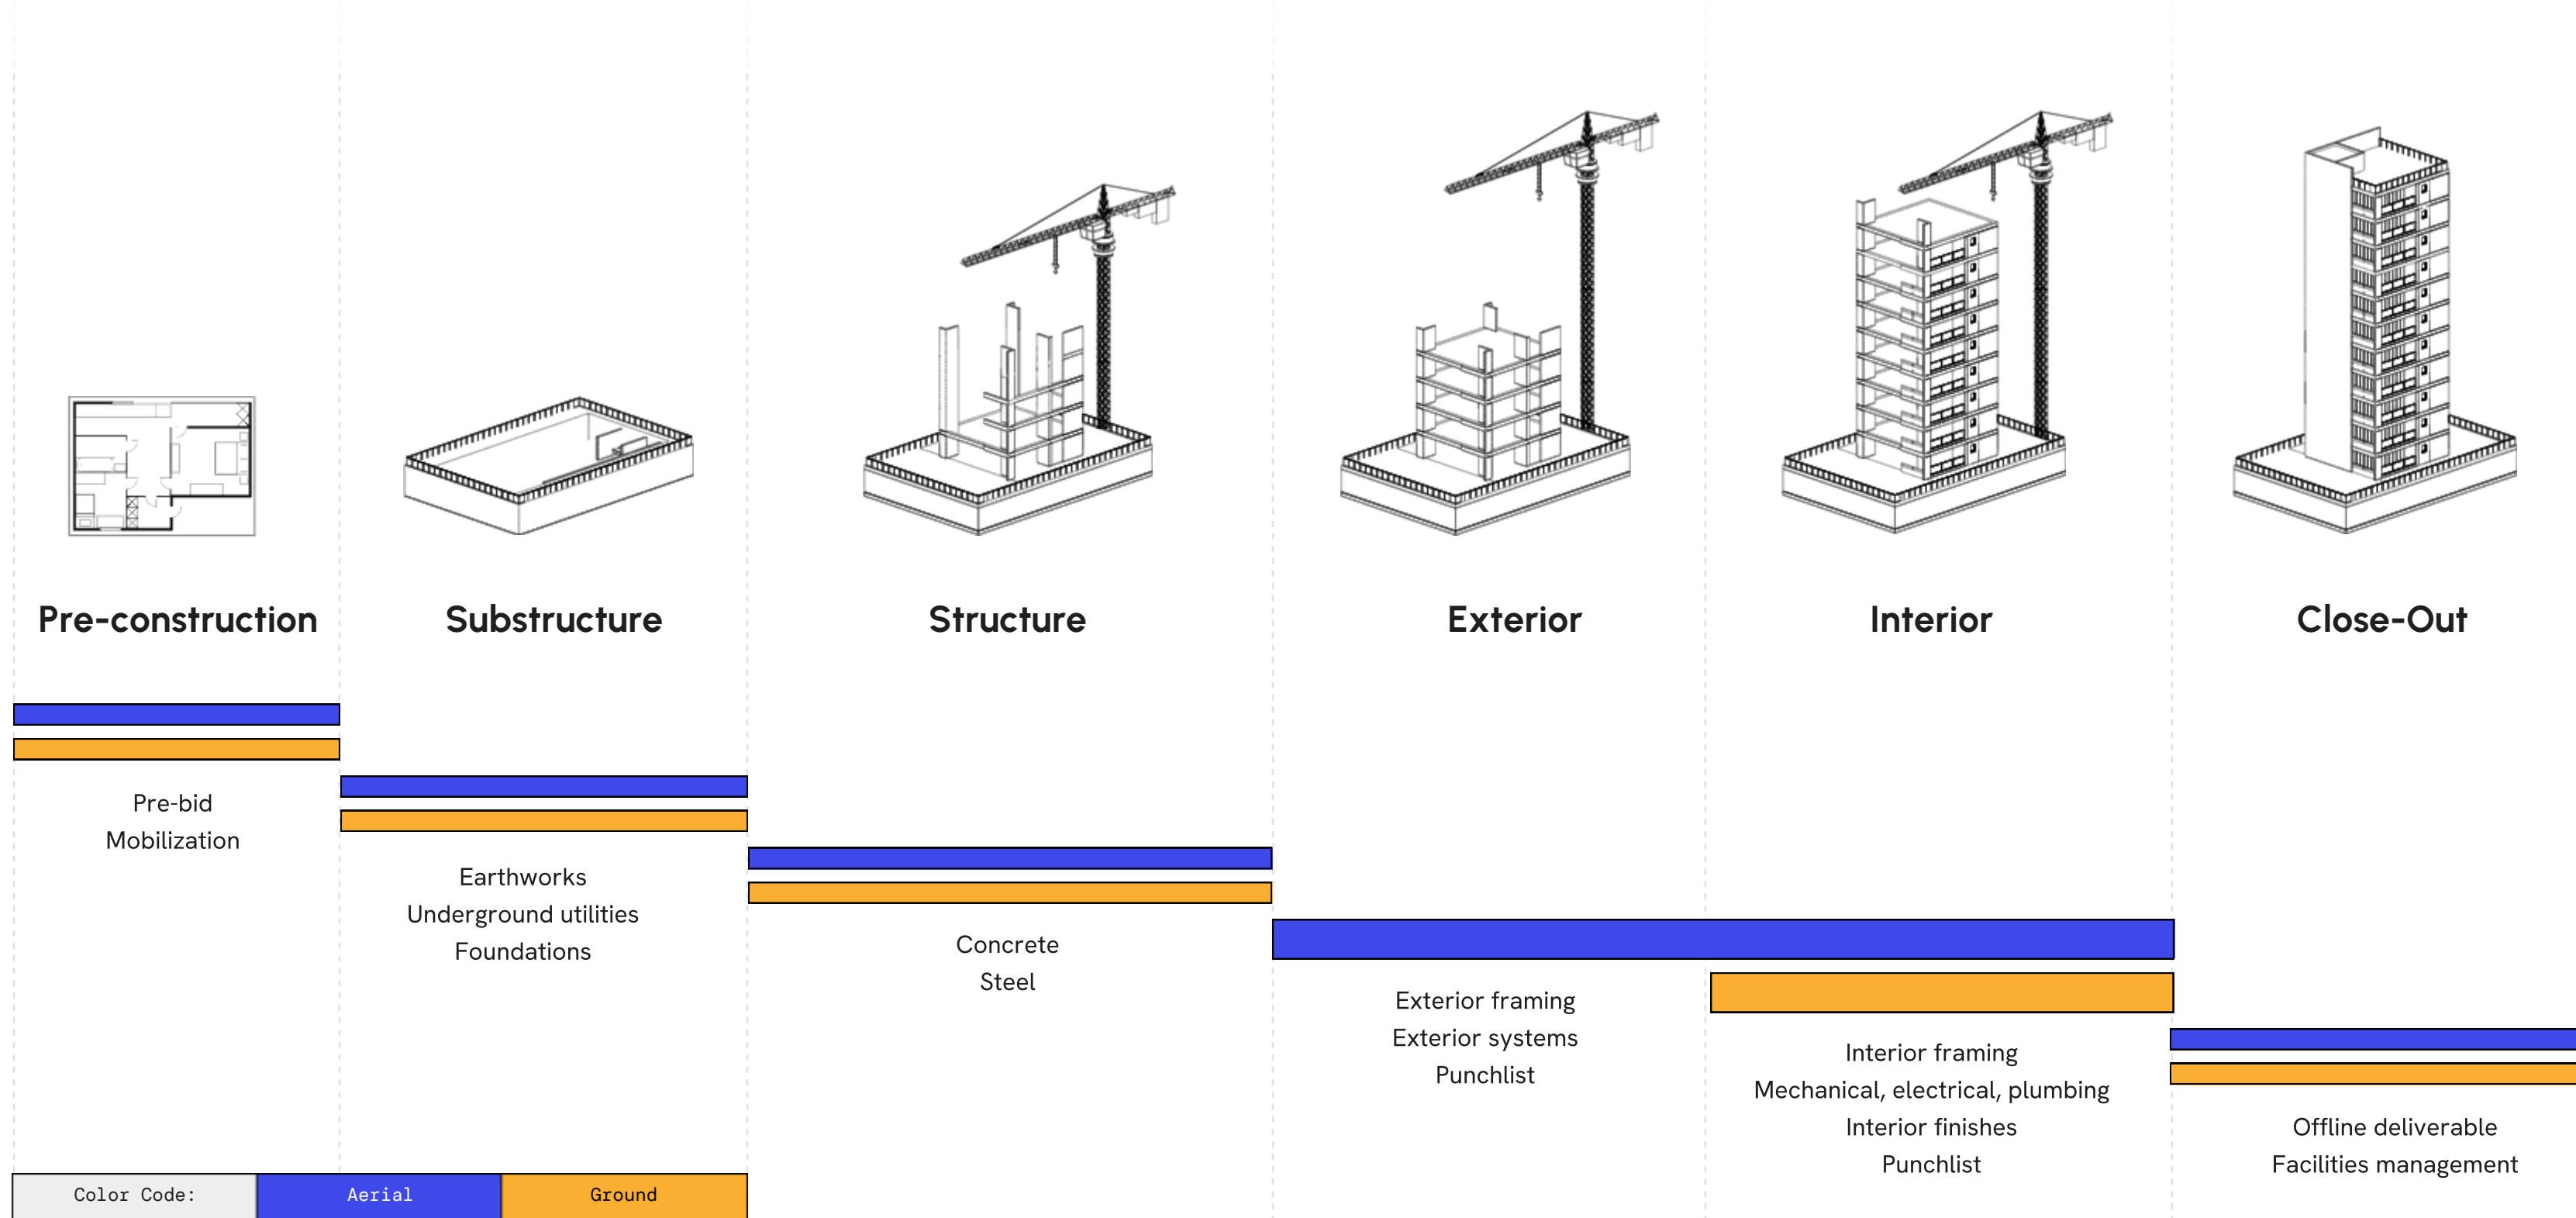 Pre-construction
Substructure
Structure
Exterior
Interior
Close-Out
Pre-bid
Mobilization
Earthworks
Underground utilities
Foundations
Concrete
Steel
Exterior framing
Exterior systems
Punchlist
Interior framing
Mechanical, electrical, plumbing
Interior finishes
Punchlist
Offline deliverable
Facilities management
Color Code:
Aerial
Ground